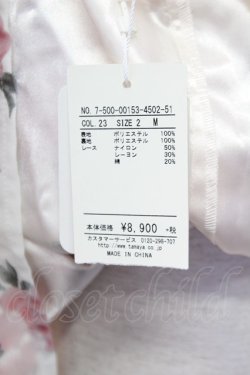 NO. 7-500-00153-4502-51
COL. 23 SIZE 2 M
表地 ポリエステル 100%
裏地 ポリエステル 100%
レース ナイロン 50%
レーヨン 30%
綿 20%
本体価格 ¥8,900 +税
カスタマーサービス 0120-298-707
http://www.takaya.co.jp
MADE IN CHINA
closet child